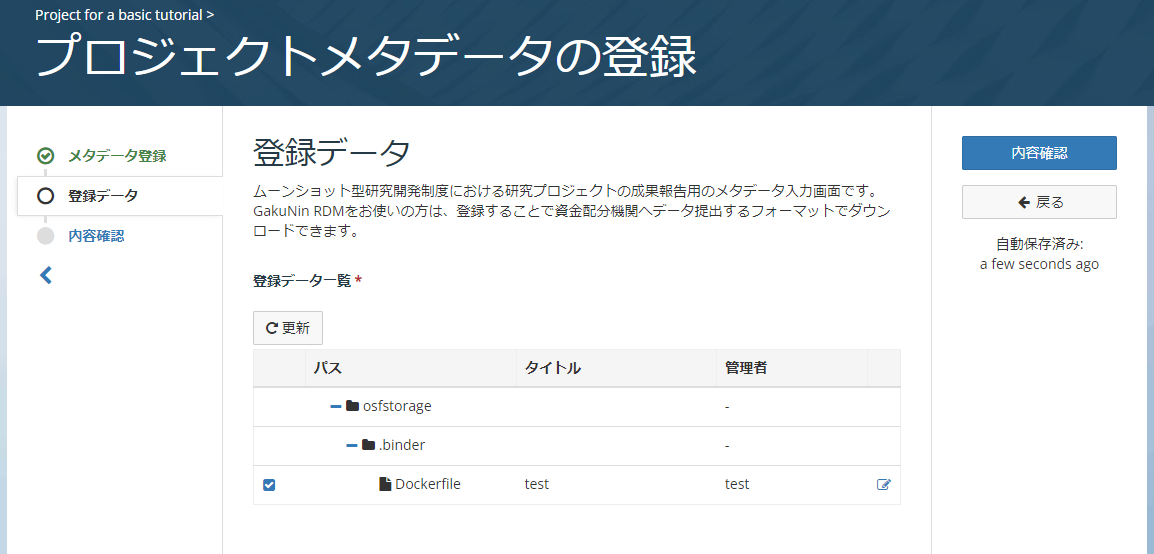 Project for a basic tutorial >
プロジェクトメタデータの登録
メタデータ登録
登録データ
内容確認
登録データ
ムーンショット型研究開発制度における研究プロジェクトの成果報告用のメタデータ入力画面です。
GakuNin RDMをお使いの方は、登録することで資金配分機関へデータ提出するフォーマットでダウン
ロードできます。
登録データ一覧 *
更新
パス タイトル 管理者
osfstorage -
.binder -
Dockerfile test test
内容確認
戻る
自動保存済み:
a few seconds ago